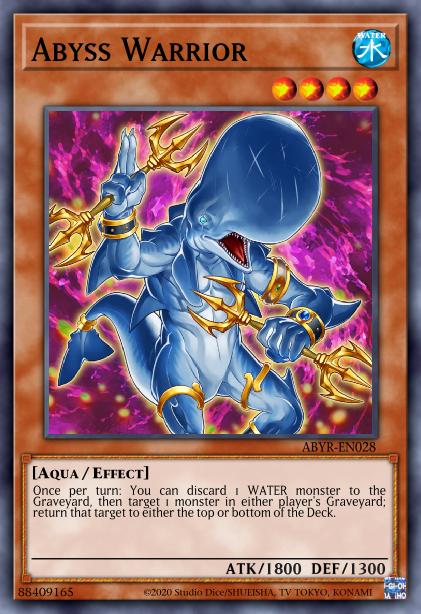 Abyss Warrior
WATER
水
ABYR-EN028
[Aqua / Effect]
Once per turn: You can discard 1 WATER monster to the
Graveyard, then target 1 monster in either player's Graveyard;
return that target to either the top or bottom of the Deck.
ATK/1800 DEF/1300
88409165
©2020 Studio Dice/SHUEISHA, TV TOKYO, KONAMI